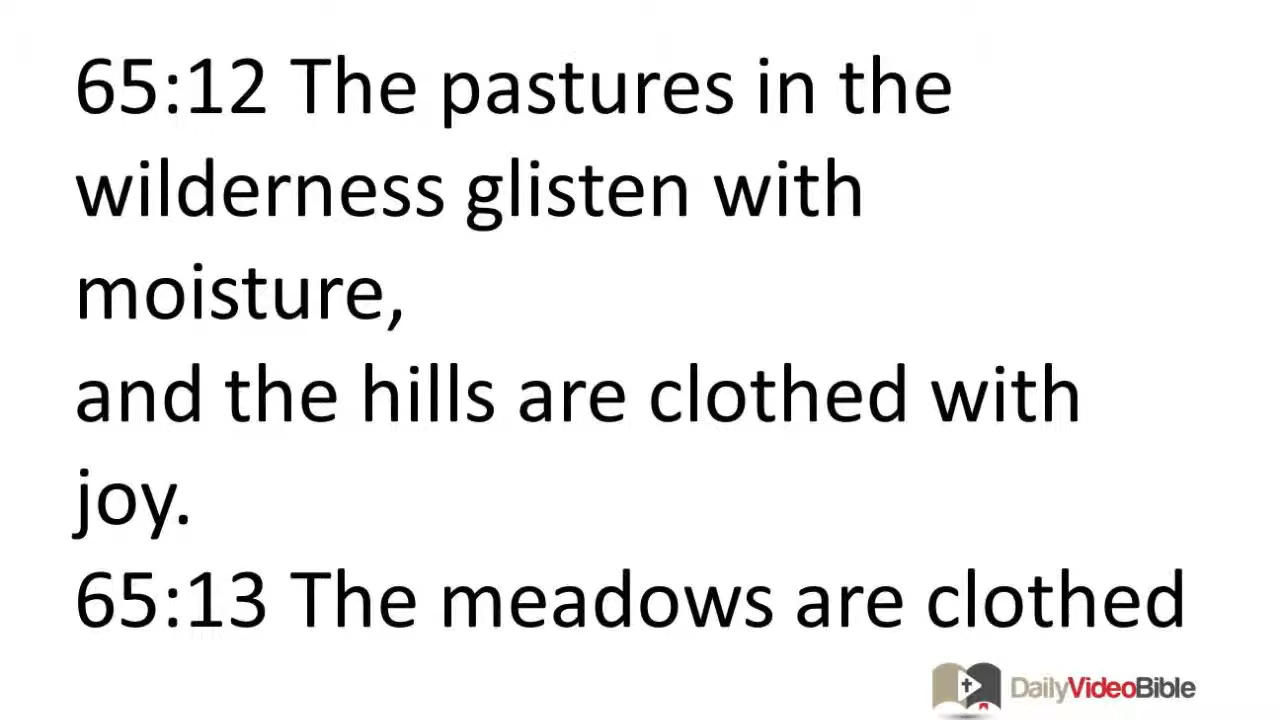 65:12 The pastures in the
wilderness glisten with
moisture,
and the hills are clothed with
joy.
65:13 The meadows are clothed
DailyVideoBible